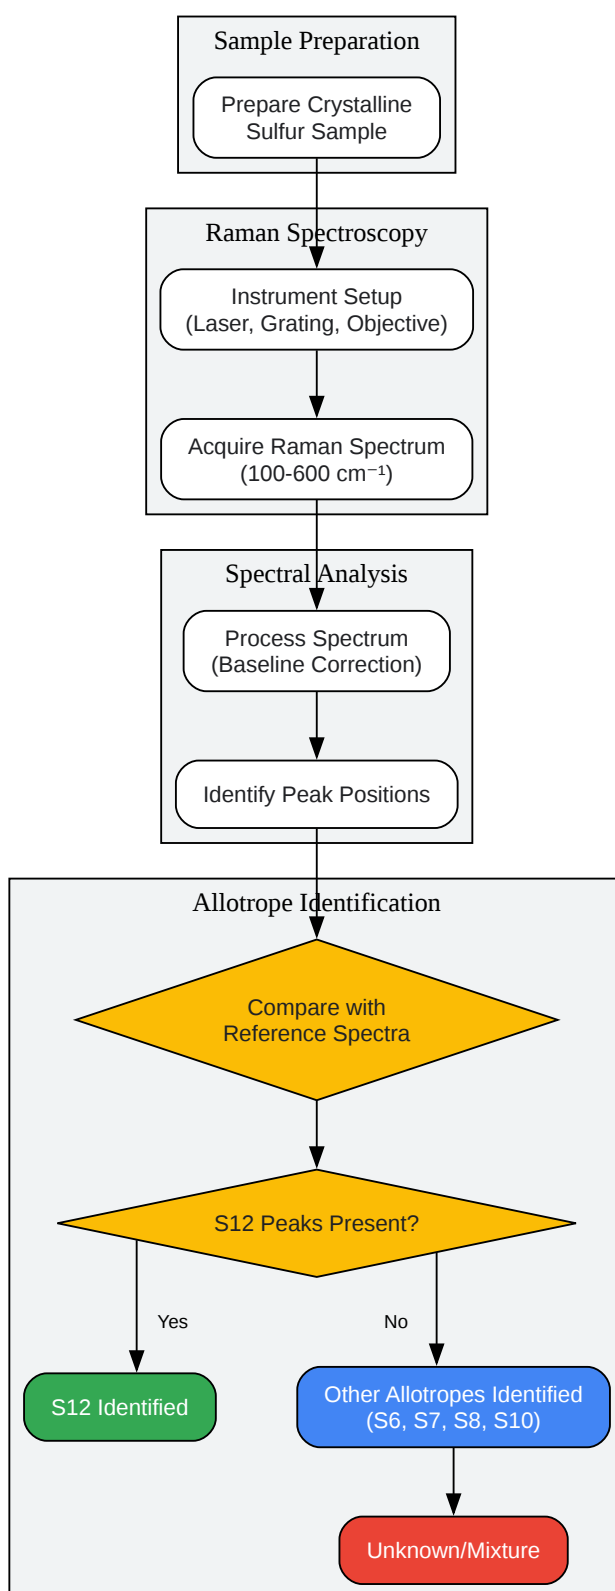 Sample Preparation
Prepare Crystalline
Sulfur Sample
Raman Spectroscopy
Instrument Setup
(Laser, Grating, Objective)
Acquire Raman Spectrum
(100-600 cm⁻¹)
Spectral Analysis
Process Spectrum
(Baseline Correction)
Identify Peak Positions
Allotrope Identification
Compare with
Reference Spectra
S12 Peaks Present?
Yes
No
S12 Identified
Other Allotropes Identified
(S6, S7, S8, S10)
Unknown/Mixture